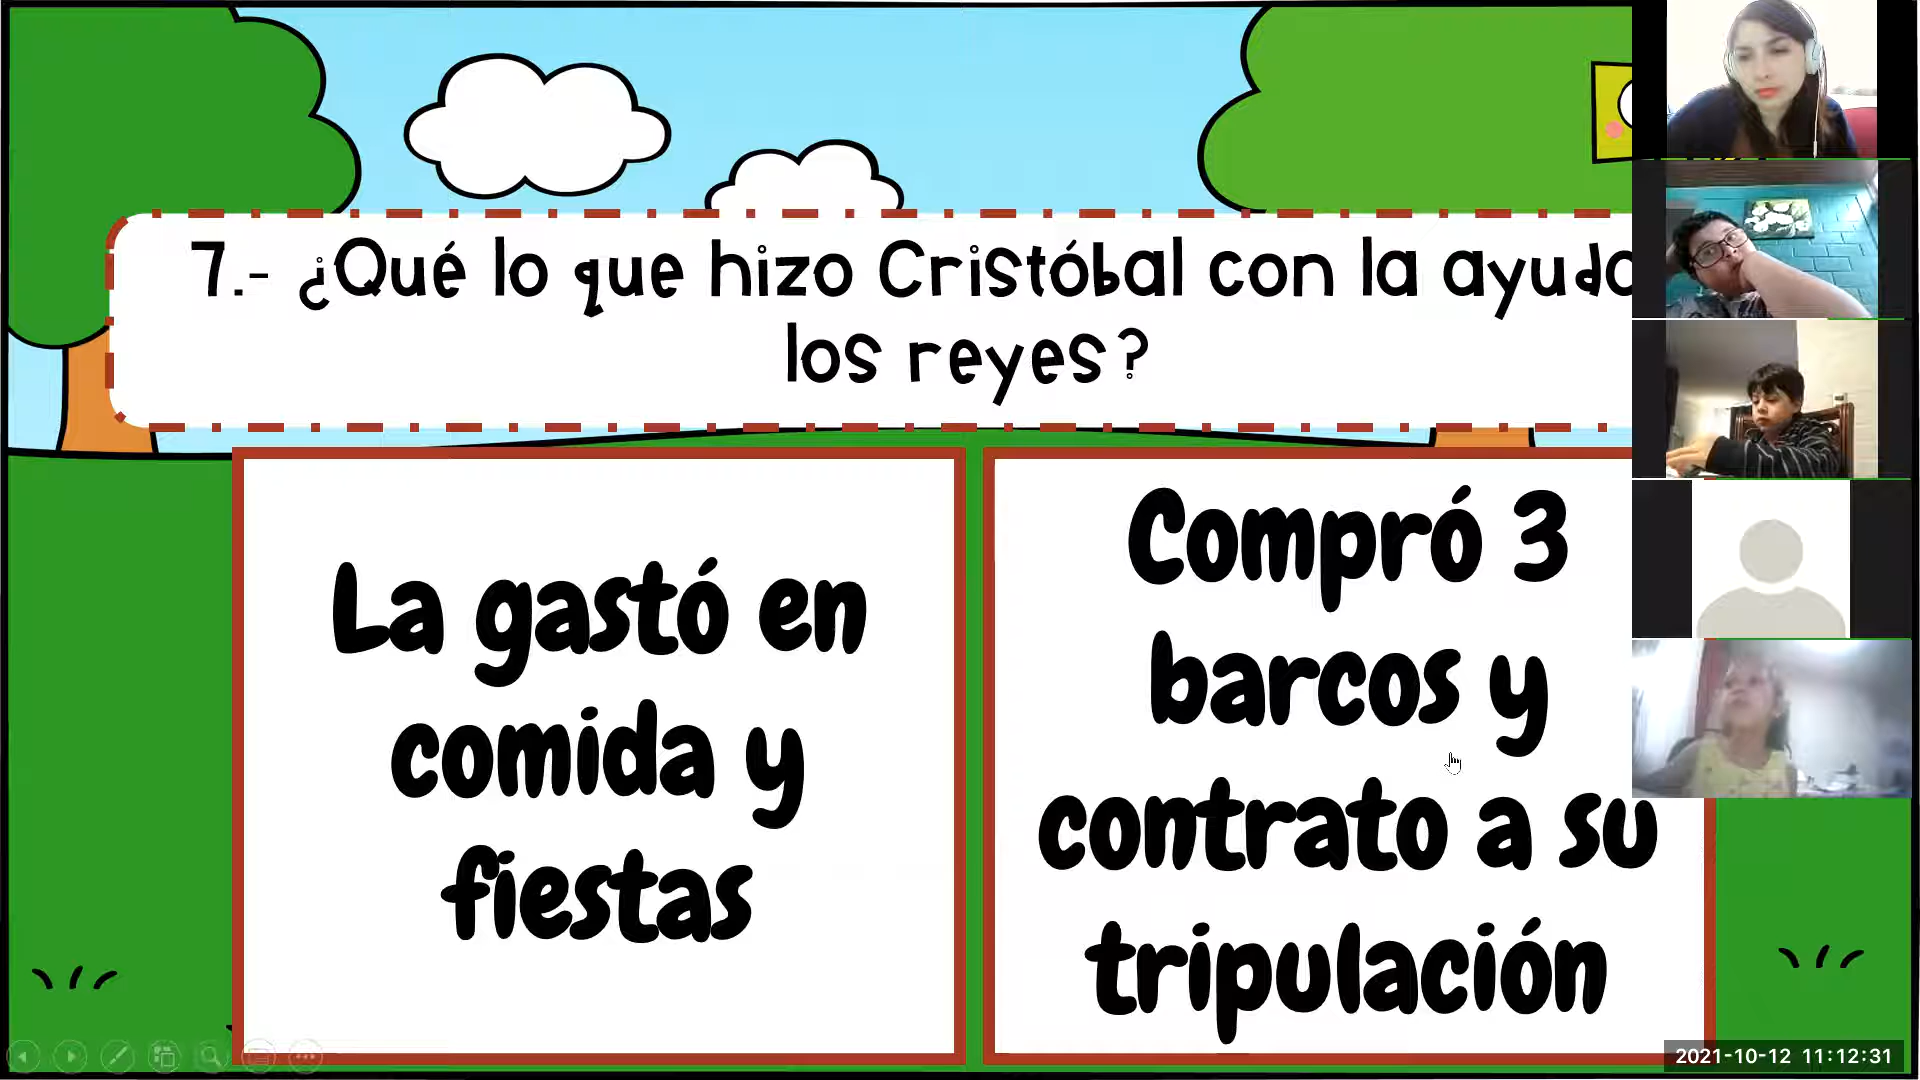 7.- ¿Qué lo que hizo Cristóbal con la ayuda
los reyes?
La gastó en
comida y
fiestas
Compró 3
barcos y
contrato a su
tripulación
2021-10-12 11:12:31